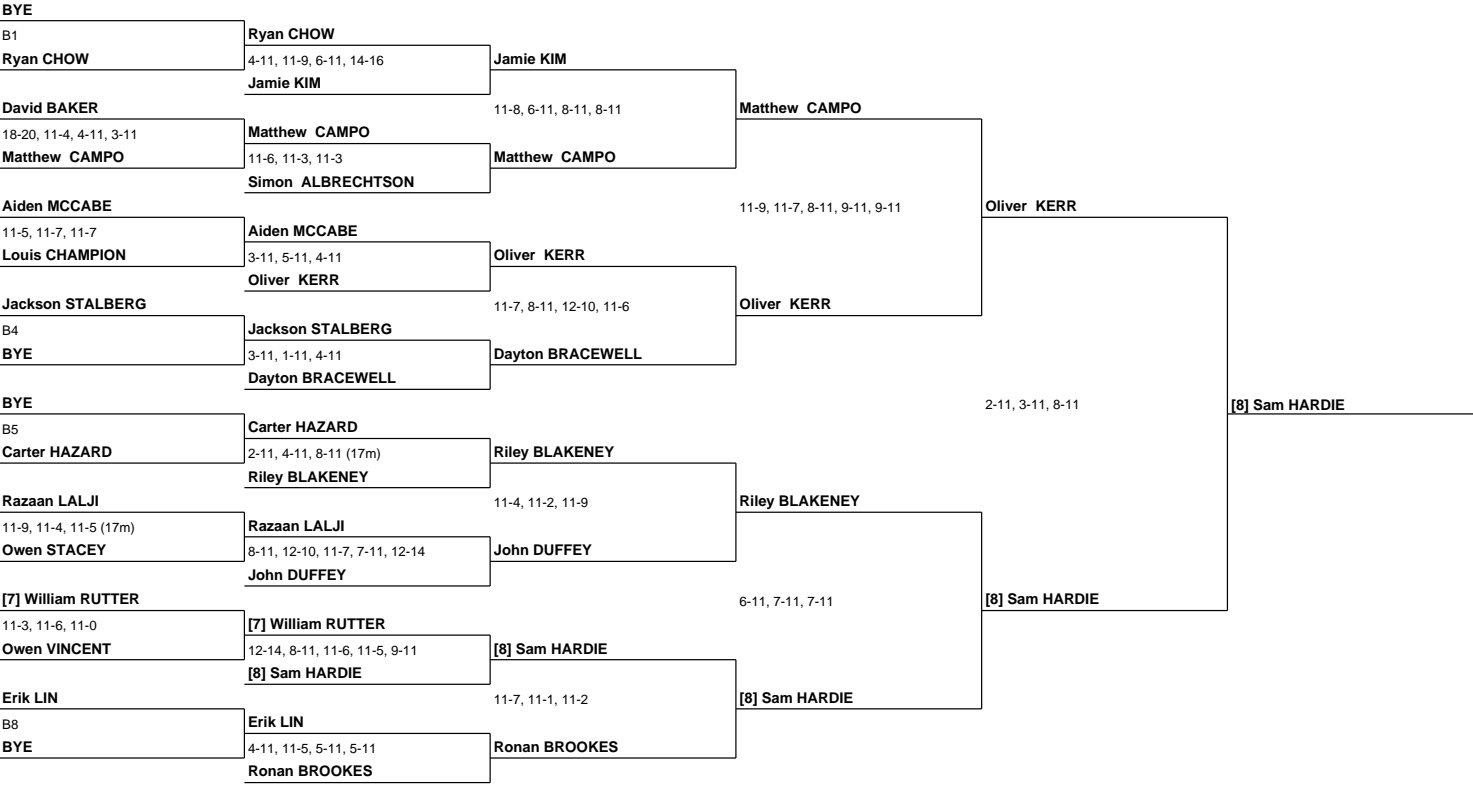 BYE
B1
Ryan CHOW
David BAKER
18-20, 11-4, 4-11, 3-11
Matthew CAMPO
Aiden MCCABE
11-5, 11-7, 11-7
Louis CHAMPION
Jackson STALBERG
B4
BYE
BYE
B5
Carter HAZARD
Razaan LALJI
11-9, 11-4, 11-5 (17m)
Owen STACEY
[7] William RUTTER
11-3, 11-6, 11-0
Owen VINCENT
Erik LIN
B8
BYE
Ryan CHOW
4-11, 11-9, 6-11, 14-16
Jamie KIM
Matthew CAMPO
11-6, 11-3, 11-3
Simon ALBRECHTSON
Aiden MCCABE
3-11, 5-11, 4-11
Oliver KERR
Jackson STALBERG
3-11, 1-11, 4-11
Dayton BRACEWELL
Carter HAZARD
2-11, 4-11, 8-11 (17m)
Riley BLAKENEY
Razaan LALJI
8-11, 12-10, 11-7, 7-11, 12-14
John DUFFEY
[7] William RUTTER
12-14, 8-11, 11-6, 11-5, 9-11
[8] Sam HARDIE
Erik LIN
4-11, 11-5, 5-11, 5-11
Ronan BROOKES
Jamie KIM
11-8, 6-11, 8-11, 8-11
Matthew CAMPO
Oliver KERR
11-7, 8-11, 12-10, 11-6
Dayton BRACEWELL
Riley BLAKENEY
11-4, 11-2, 11-9
John DUFFEY
[8] Sam HARDIE
11-7, 11-1, 11-2
Ronan BROOKES
Matthew CAMPO
11-9, 11-7, 8-11, 9-11, 9-11
Oliver KERR
Riley BLAKENEY
6-11, 7-11, 7-11
[8] Sam HARDIE
Oliver KERR
2-11, 3-11, 8-11
[8] Sam HARDIE
[8] Sam HARDIE